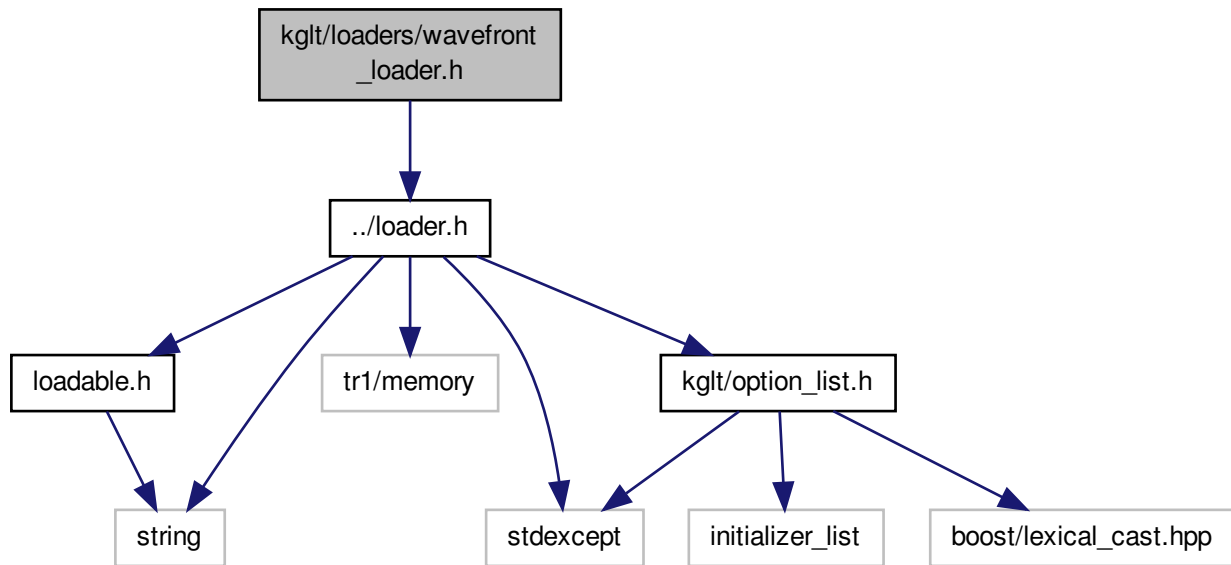 kglt/loaders/wavefront
_loader.h
../loader.h
loadable.h
tr1/memory
kglt/option_list.h
string
stdexcept
initializer_list
boost/lexical_cast.hpp